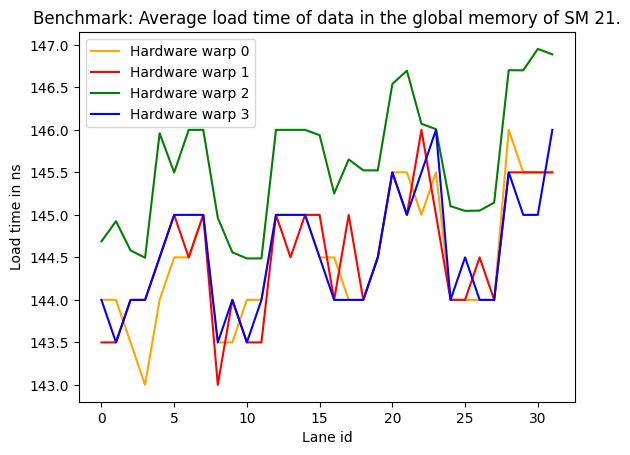 Benchmark: Average load time of data in the global memory of SM 21.
Hardware warp 0
Hardware warp 1
Hardware warp 2
Hardware warp 3
Load time in ns
147.0
146.5
146.0
145.5
145.0
144.5
144.0
143.5
143.0
0 5 10 15 20 25 30
Lane id